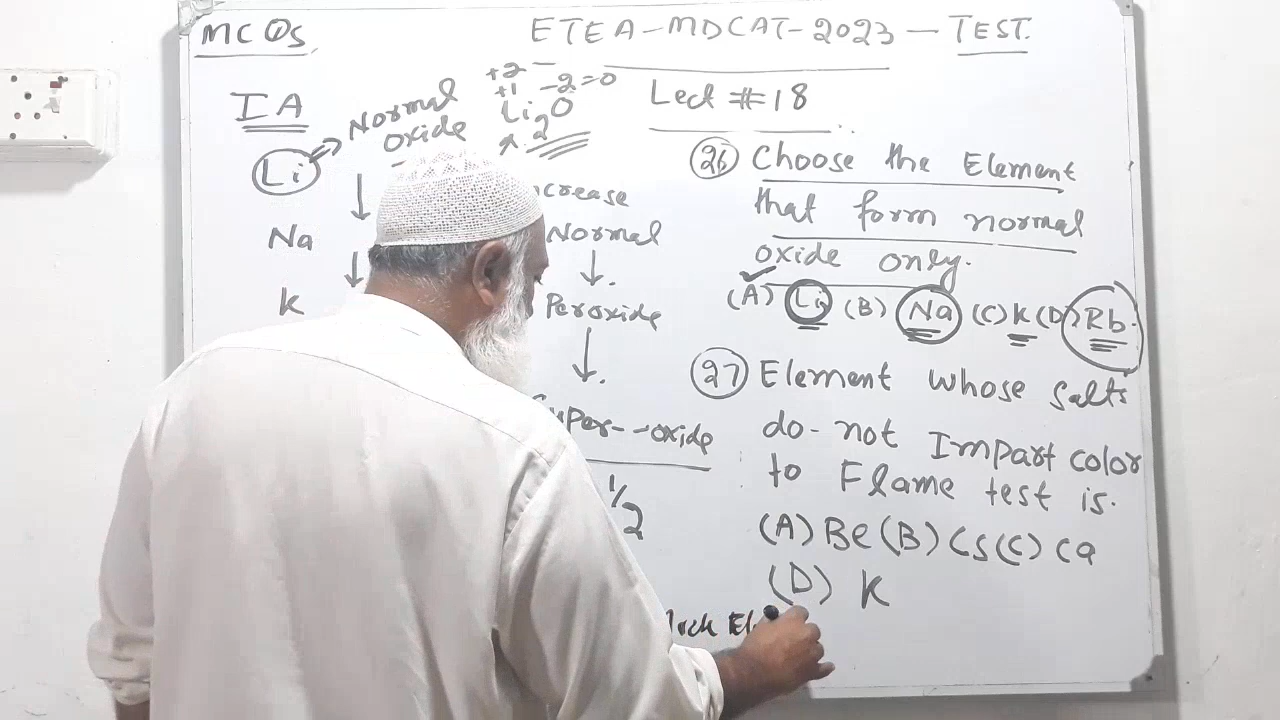 MCQs
ETEA-MDCAT-2023-TEST.
Lect #18
IA
Li
Normal
oxide
Na
K
+2 -
+1 -2=0
Li2O
2
crease
Normal
Peroxide
Super-oxide
1/2
(26) Choose the Element
that form normal
oxide only.
(A) Li (B) Na (C) K (D) Rb.
(27) Element whose salts
do-not Impart color
to Flame test is.
(A) Be (B) Cs (C) Ca
(D) K